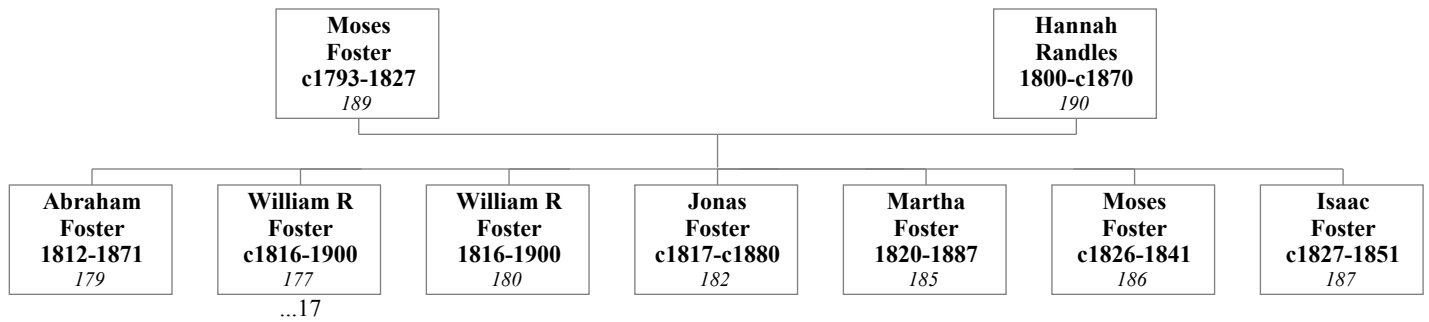 Moses
Foster
c1793-1827
189
Hannah
Randles
1800-c1870
190
Abraham
Foster
1812-1871
179
William R
Foster
c1816-1900
177
...17
William R
Foster
1816-1900
180
Jonas
Foster
c1817-c1880
182
Martha
Foster
1820-1887
185
Moses
Foster
c1826-1841
186
Isaac
Foster
c1827-1851
187